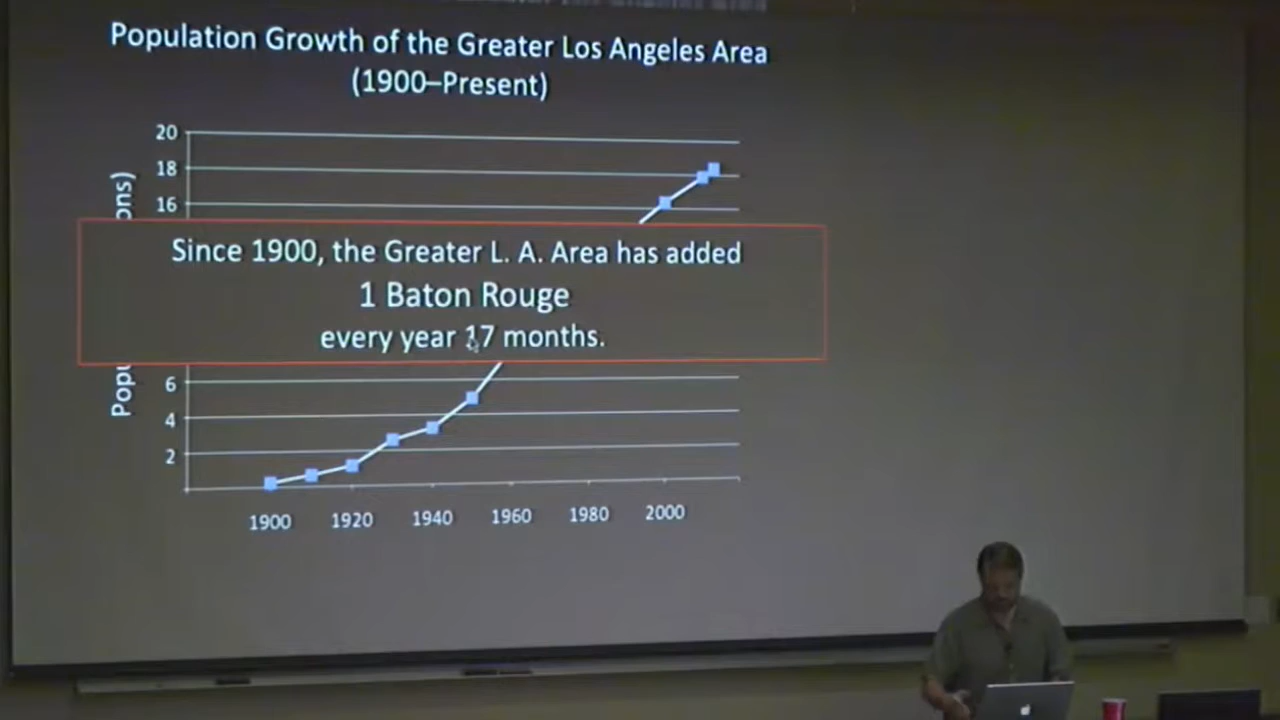 Population Growth of the Greater Los Angeles Area
(1900–Present)
20
18
16
ons)
Since 1900, the Greater L. A. Area has added
1 Baton Rouge
every year 17 months.
Popu
6
4
2
1900 1920 1940 1960 1980 2000